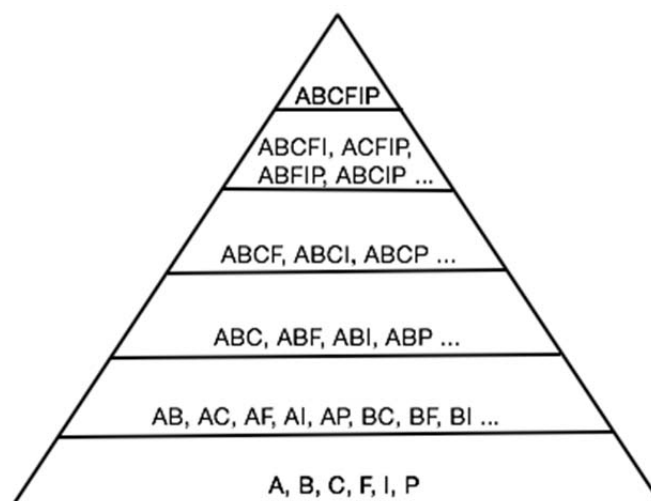 ABCFIP
ABCFI, ACFIP,
ABFIP, ABCIP ...
ABCF, ABCI, ABCP ...
ABC, ABF, ABI, ABP ...
AB, AC, AF, AI, AP, BC, BF, BI ...
A, B, C, F, I, P